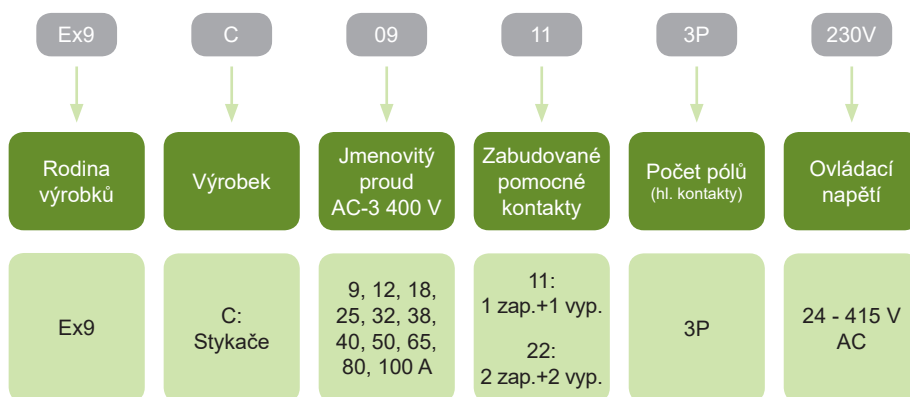 Ex9
C
09
11
3P
230V
Rodina
výrobků
Výrobek
Jmenovitý
proud
AC-3 400 V
Zabudované
pomocné
kontakty
Počet pólů
(hl. kontakty)
Ovládací
napětí
Ex9
C:
Stykače
9, 12, 18,
25, 32, 38,
40, 50, 65,
80, 100 A
11:
1 zap.+1 vyp.
22:
2 zap.+2 vyp.
3P
24 - 415 V
AC